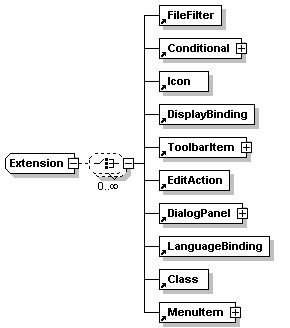 FileFilter
Conditional
Icon
DisplayBinding
ToolbarItem
Extension
0..∞
EditAction
DialogPanel
LanguageBinding
Class
MenuItem